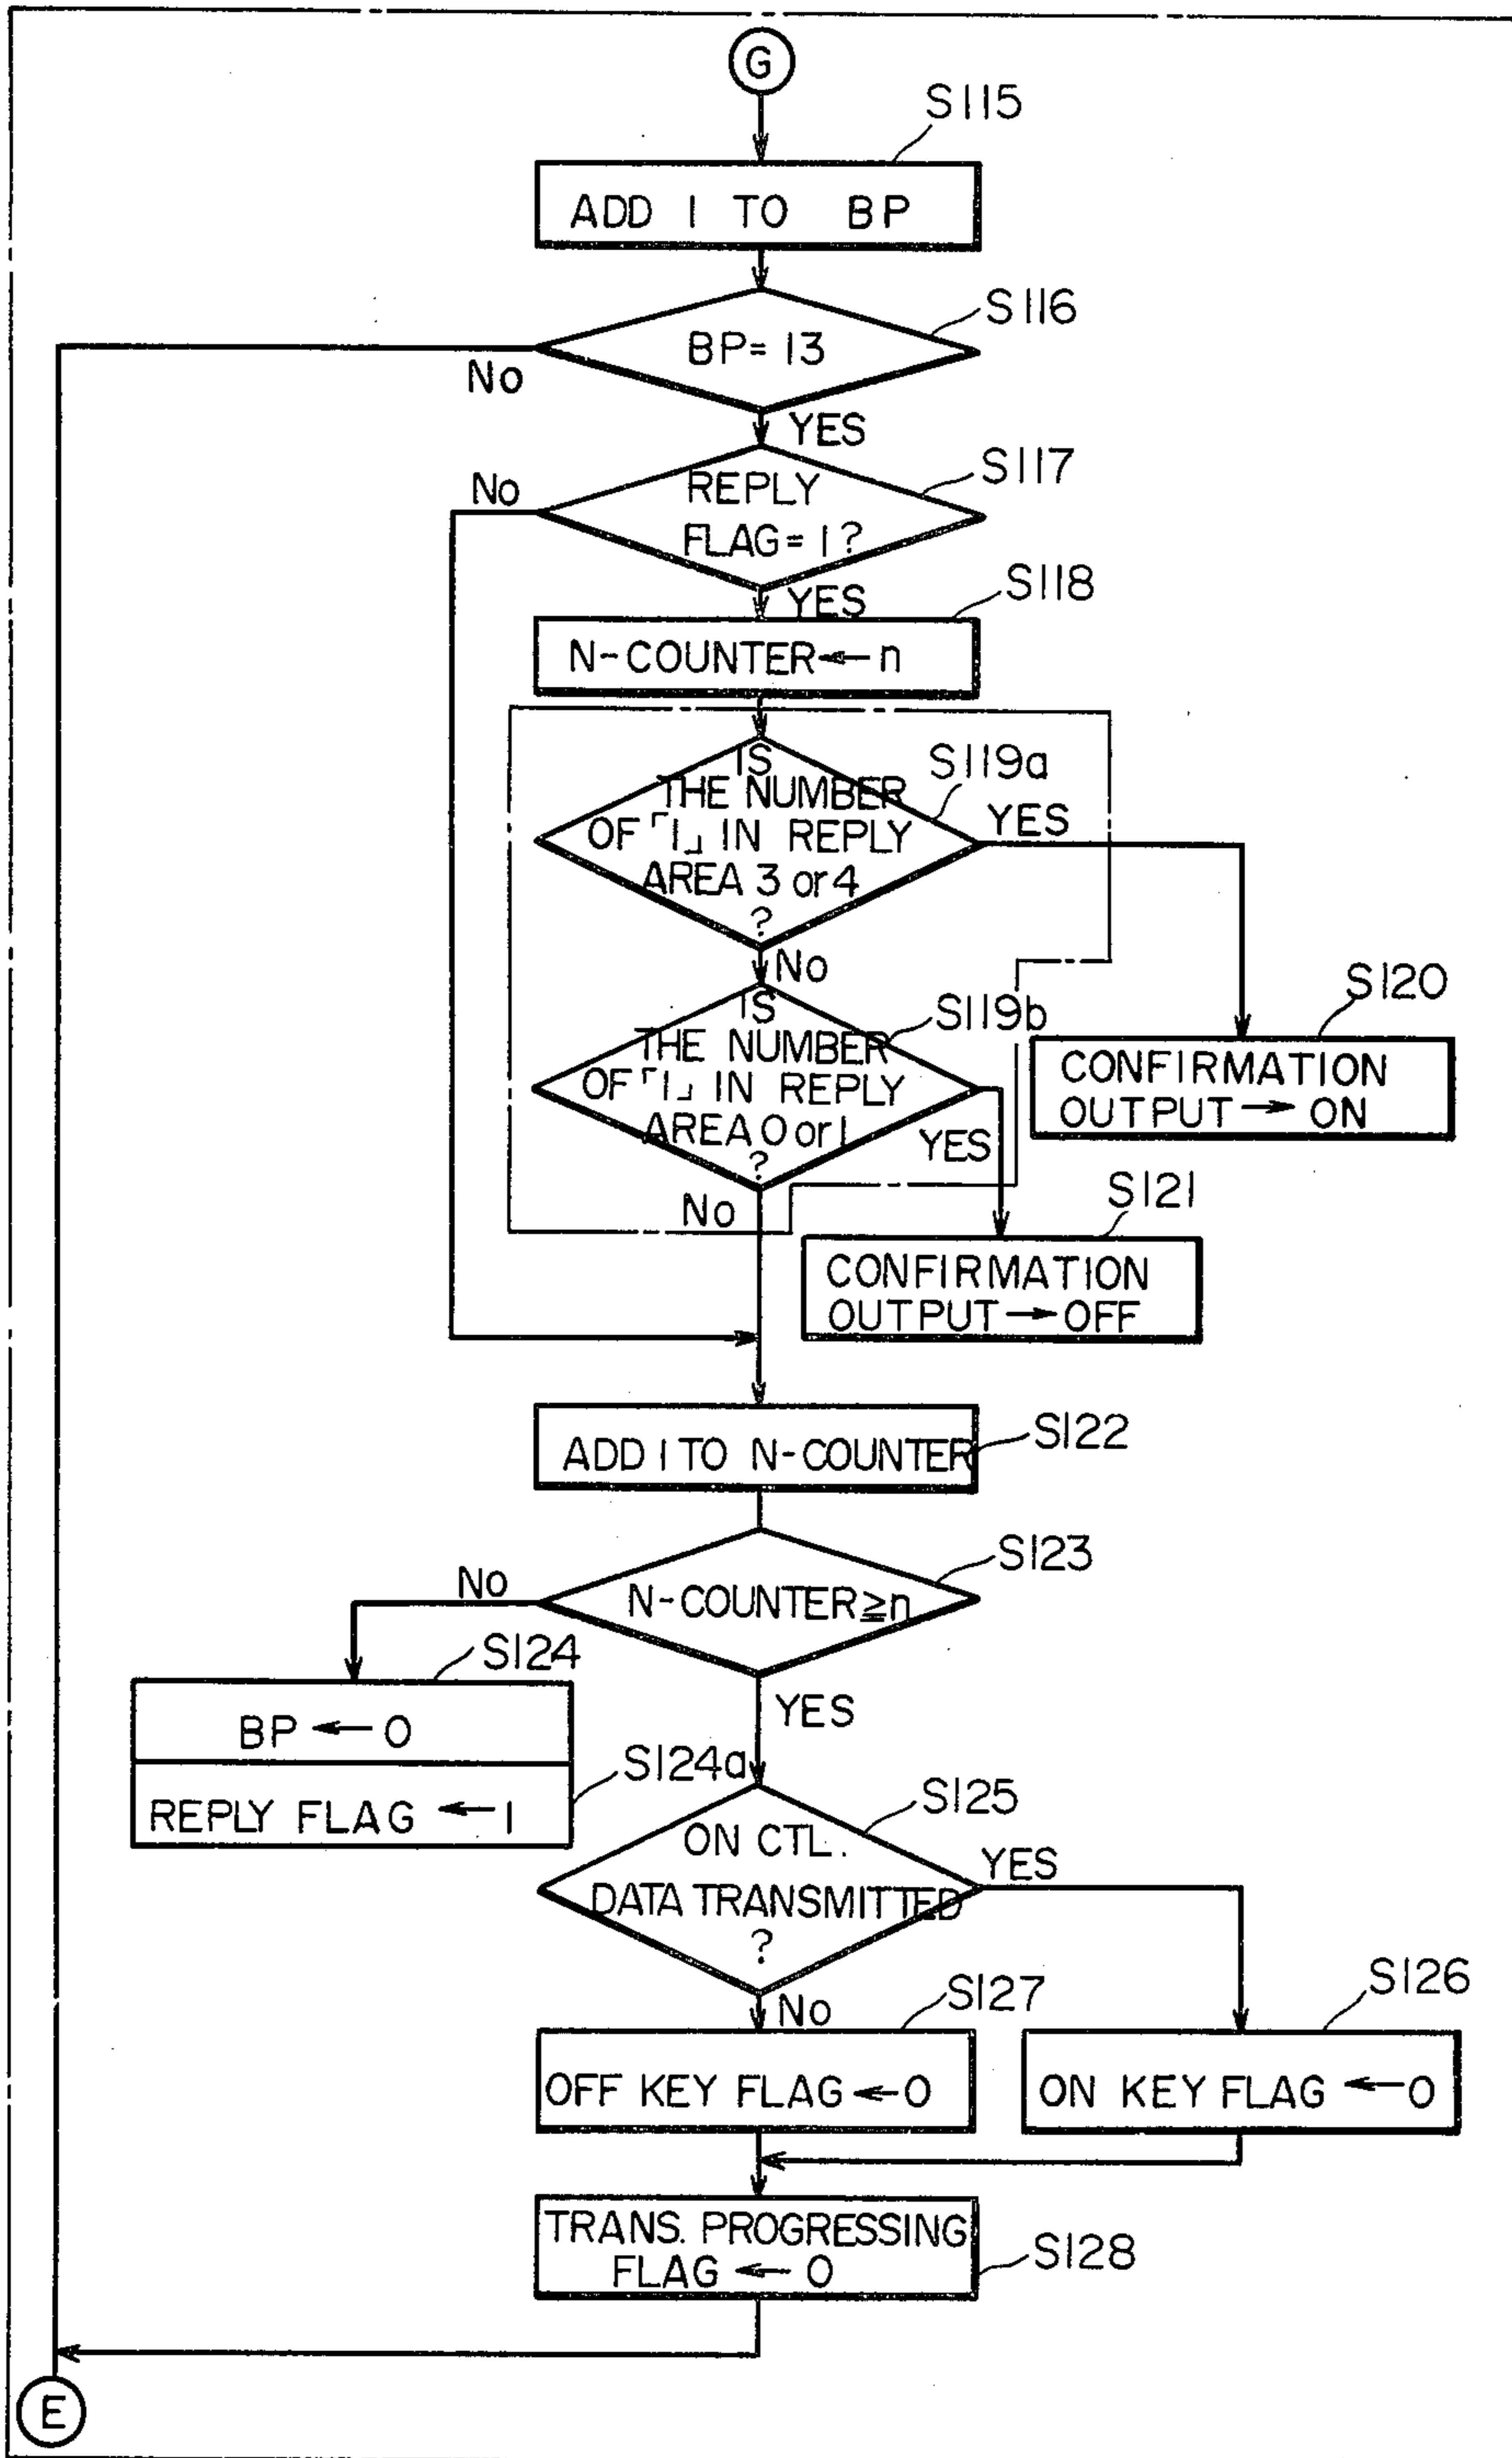 G
S115
ADD 1 TO BP
S116
BP=13
No
YES
S117
No
REPLY
FLAG=1?
S118
YES
N-COUNTER←n
S119a
IS
THE NUMBER
OF「1」IN REPLY
AREA 3 or 4
?
YES
No
S119b
S120
IS
THE NUMBER
OF「1」IN REPLY
AREA 0 or 1
?
YES
CONFIRMATION
OUTPUT→ON
No
S121
CONFIRMATION
OUTPUT→OFF
ADD 1 TO N-COUNTER
S122
S123
No
N-COUNTER≧n
S124
YES
BP←0
S124a
REPLY FLAG←1
S125
ON CTL.
DATA TRANSMITTED
?
YES
S127
S126
No
OFF KEY FLAG←0
ON KEY FLAG←0
TRANS. PROGRESSING
FLAG←0
S128
E